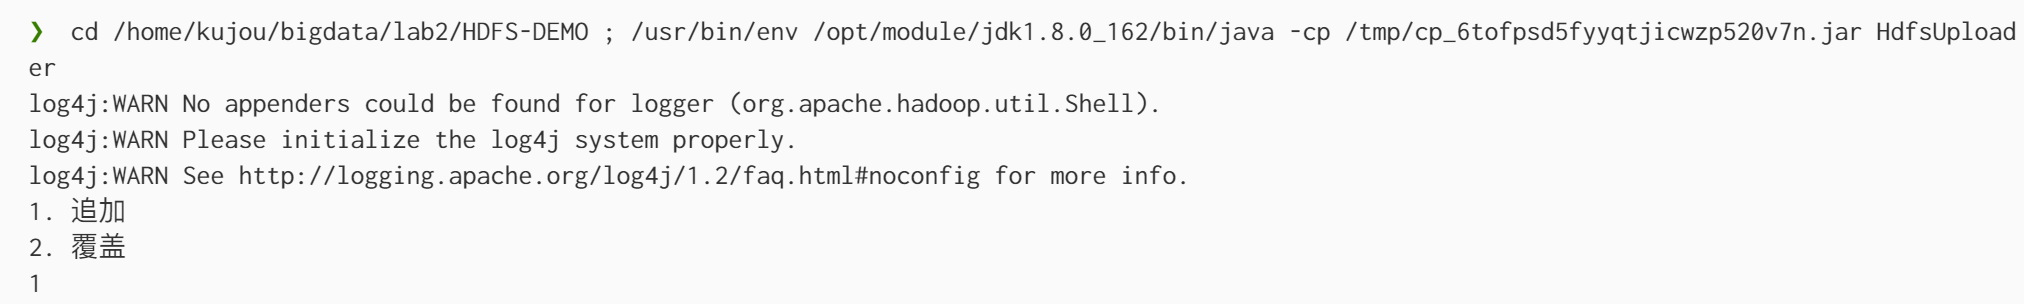 ❯ cd /home/kujou/bigdata/lab2/HDFS-DEMO ; /usr/bin/env /opt/module/jdk1.8.0_162/bin/java -cp /tmp/cp_6tofpsd5fyyqtjicwzp520v7n.jar HdfsUpload
er
log4j:WARN No appenders could be found for logger (org.apache.hadoop.util.Shell).
log4j:WARN Please initialize the log4j system properly.
log4j:WARN See http://logging.apache.org/log4j/1.2/faq.html#noconfig for more info.
1. 追加
2. 覆盖
1